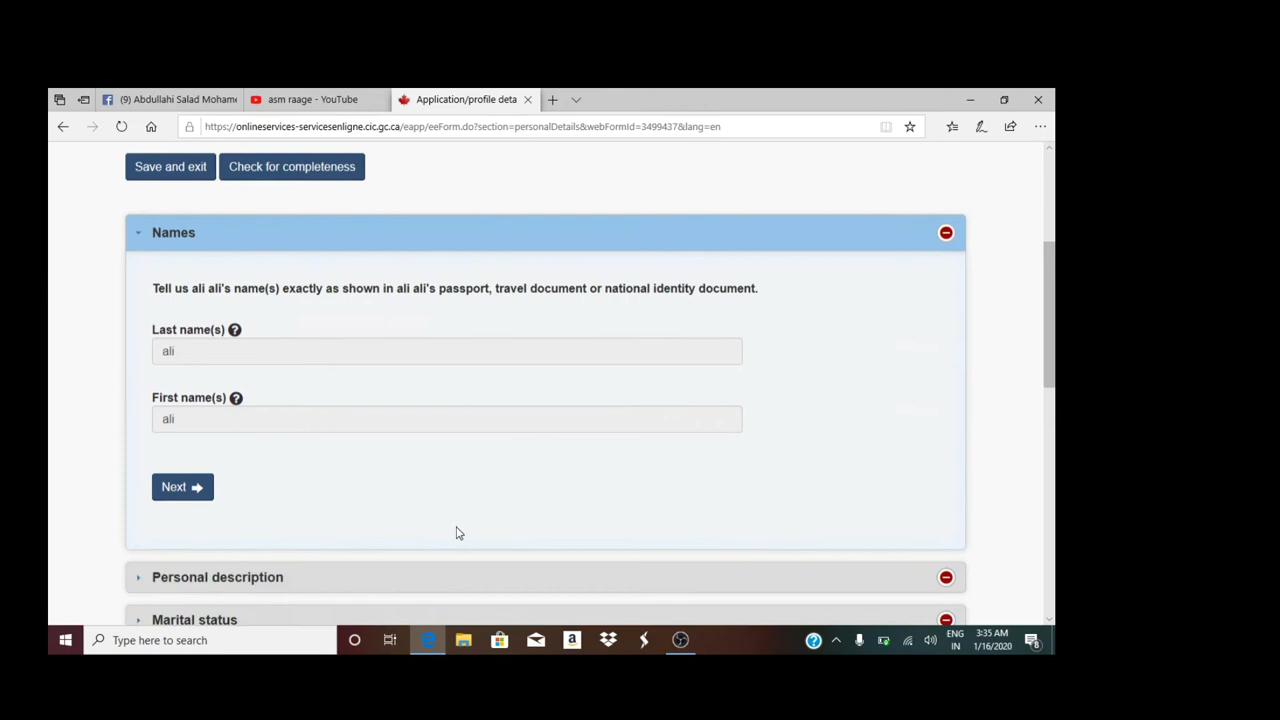 (9) Abdullahi Salad Mohame
asm raage - YouTube
Application/profile deta
https://onlineservices-servicesenligne.cic.gc.ca/eapp/eeForm.do?section=personalDetails&webFormId=3499437&lang=en
Save and exit
Check for completeness
Names
Tell us ali ali's name(s) exactly as shown in ali ali's passport, travel document or national identity document.
Last name(s) ?
ali
First name(s) ?
ali
Next
Personal description
Marital status
Type here to search
ENG
IN
3:35 AM
1/16/2020
8